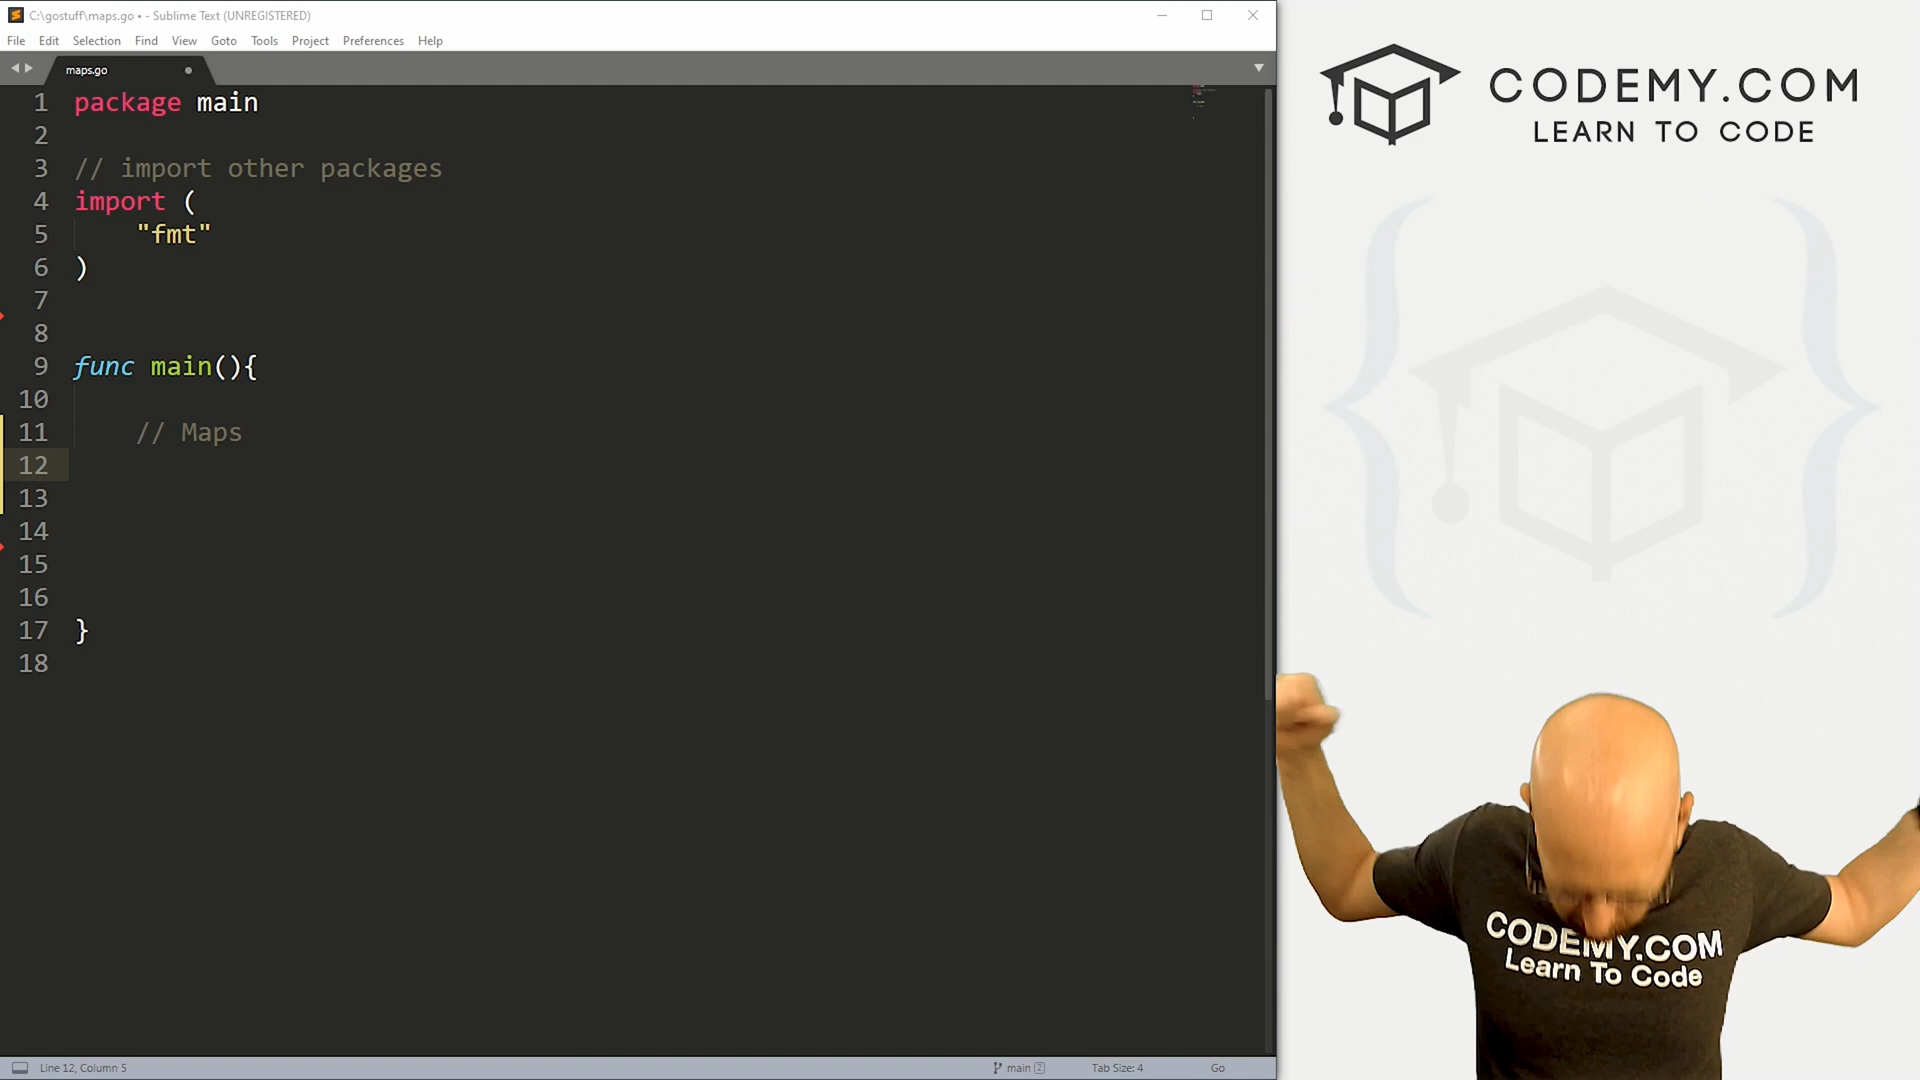 C:\gostuff\maps.go • - Sublime Text (UNREGISTERED)
File Edit Selection Find View Goto Tools Project Preferences Help
maps.go
1 package main
2
3 // import other packages
4 import (
5 "fmt"
6 )
7
8
9 func main(){
10
11 // Maps
12
13
14
15
16
17 }
18
Line 12, Column 5
main 2
Tab Size: 4
Go
CODEMY.COM
LEARN TO CODE
CODEMY.COM
Learn To Code